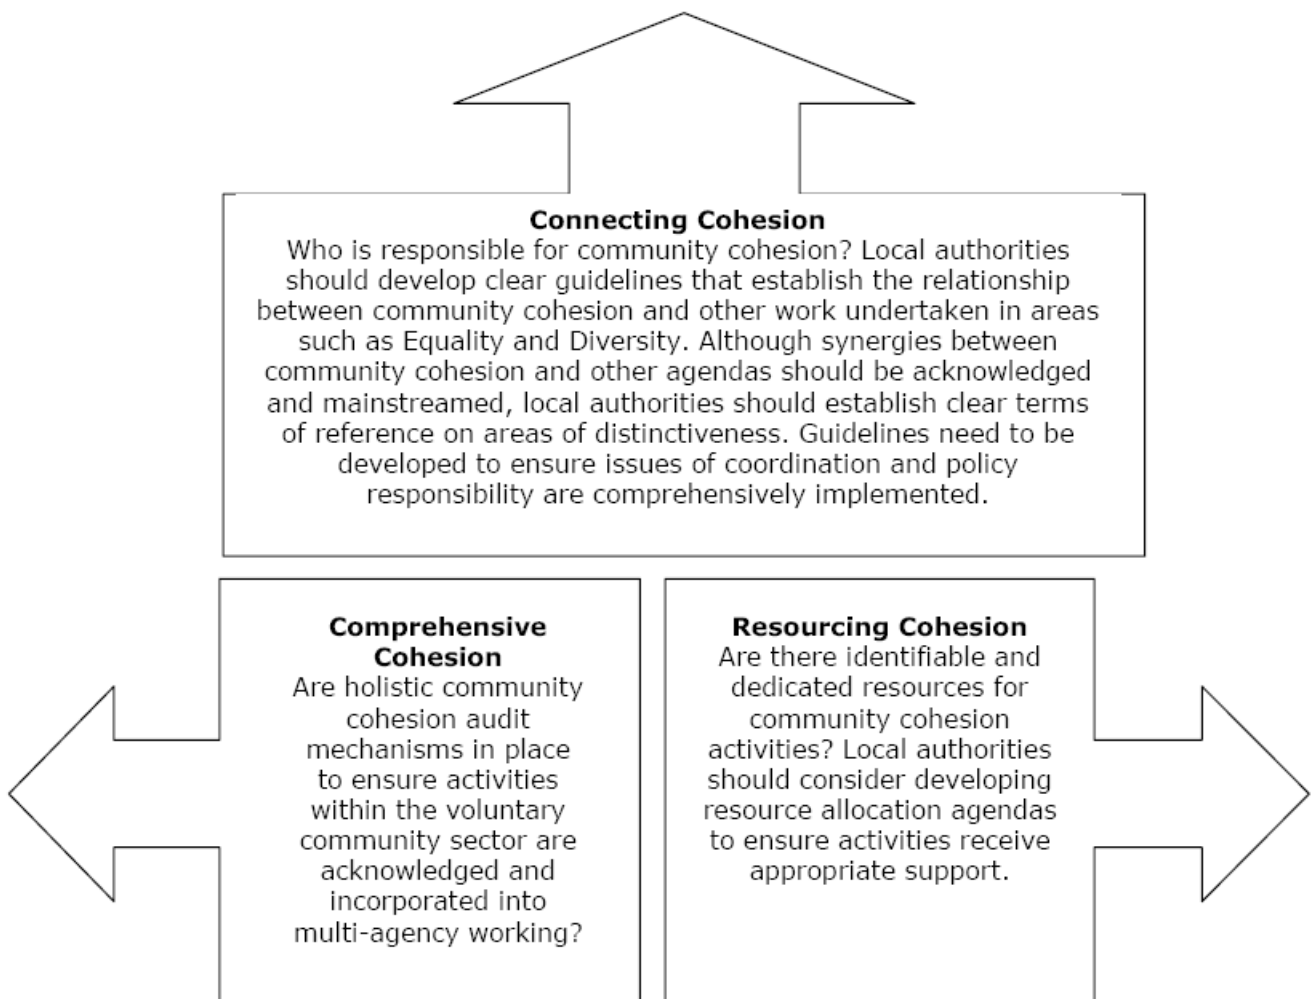 Connecting Cohesion
Who is responsible for community cohesion? Local authorities
should develop clear guidelines that establish the relationship
between community cohesion and other work undertaken in areas
such as Equality and Diversity. Although synergies between
community cohesion and other agendas should be acknowledged
and mainstreamed, local authorities should establish clear terms
of reference on areas of distinctiveness. Guidelines need to be
developed to ensure issues of coordination and policy
responsibility are comprehensively implemented.
Comprehensive
Cohesion
Are holistic community
cohesion audit
mechanisms in place
to ensure activities
within the voluntary
community sector are
acknowledged and
incorporated into
multi-agency working?
Resourcing Cohesion
Are there identifiable and
dedicated resources for
community cohesion
activities? Local authorities
should consider developing
resource allocation agendas
to ensure activities receive
appropriate support.